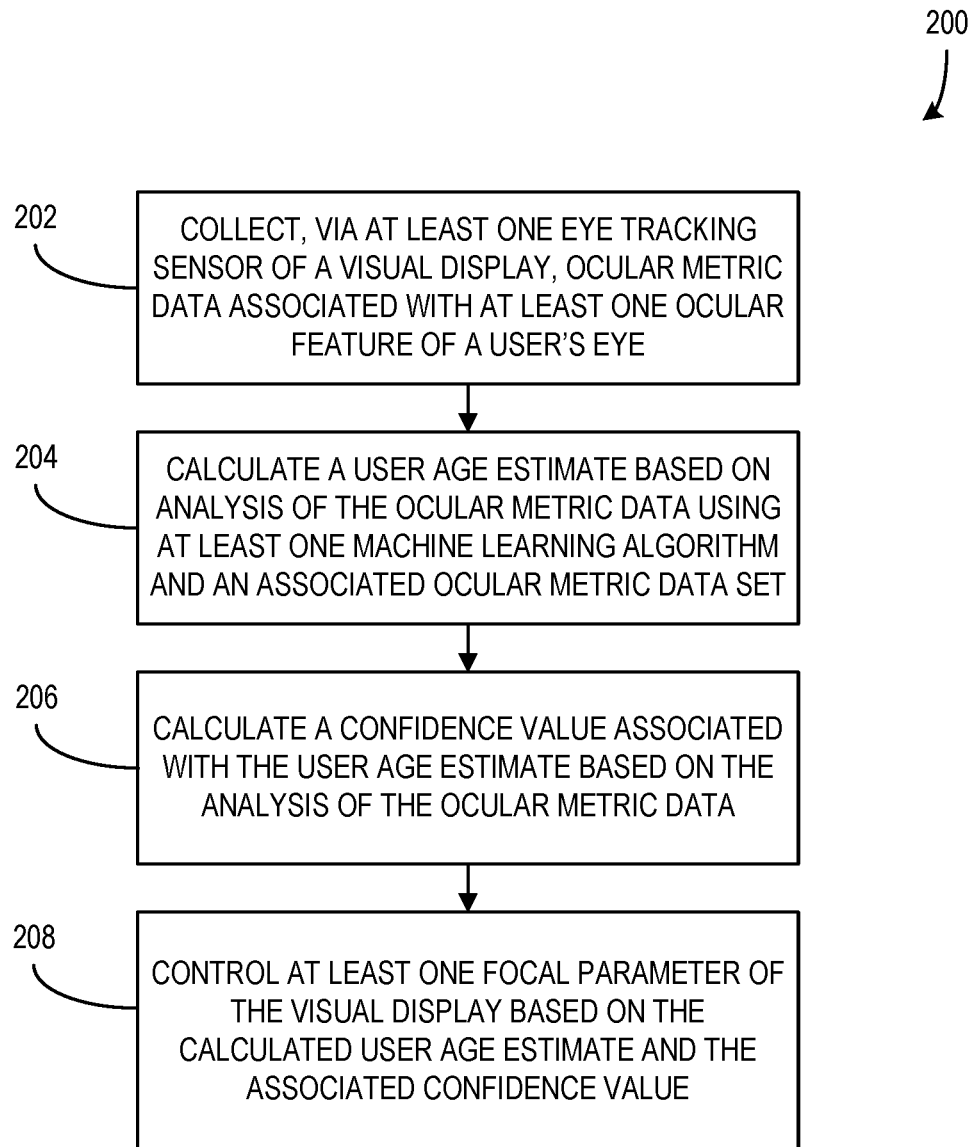 200
202
COLLECT, VIA AT LEAST ONE EYE TRACKING
SENSOR OF A VISUAL DISPLAY, OCULAR METRIC
DATA ASSOCIATED WITH AT LEAST ONE OCULAR
FEATURE OF A USER'S EYE
204
CALCULATE A USER AGE ESTIMATE BASED ON
ANALYSIS OF THE OCULAR METRIC DATA USING
AT LEAST ONE MACHINE LEARNING ALGORITHM
AND AN ASSOCIATED OCULAR METRIC DATA SET
206
CALCULATE A CONFIDENCE VALUE ASSOCIATED
WITH THE USER AGE ESTIMATE BASED ON THE
ANALYSIS OF THE OCULAR METRIC DATA
208
CONTROL AT LEAST ONE FOCAL PARAMETER OF
THE VISUAL DISPLAY BASED ON THE
CALCULATED USER AGE ESTIMATE AND THE
ASSOCIATED CONFIDENCE VALUE